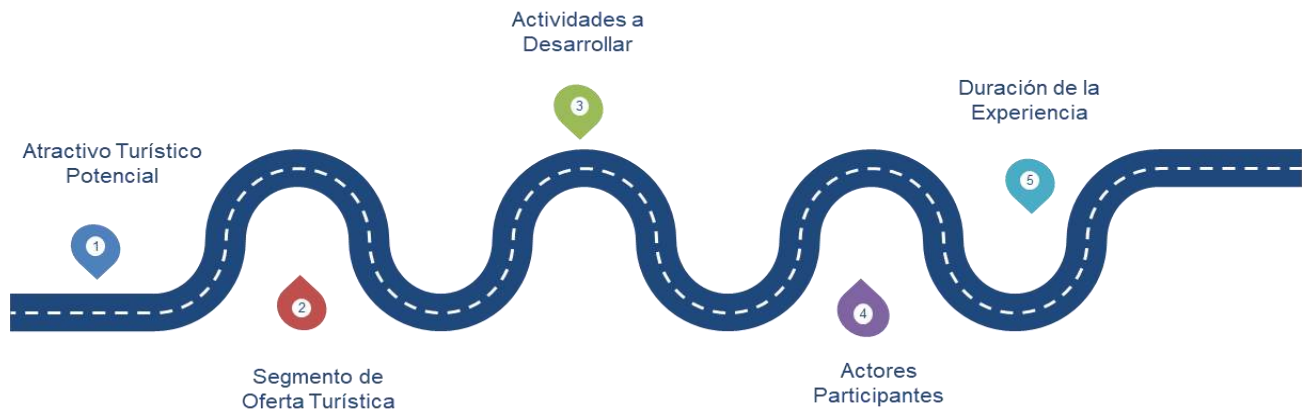 1
Atractivo Turístico
Potencial
2
Segmento de
Oferta Turística
3
Actividades a
Desarrollar
4
Actores
Participantes
5
Duración de la
Experiencia